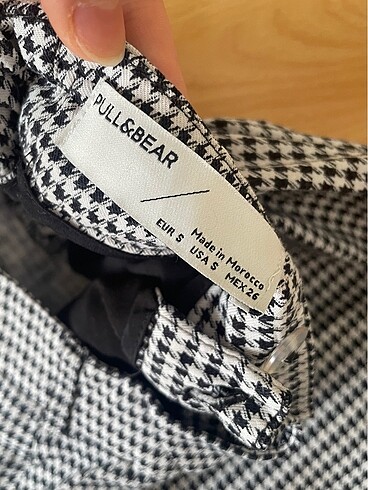 PULL&BEAR
Made in Morocco
EUR S USA S MEX 26